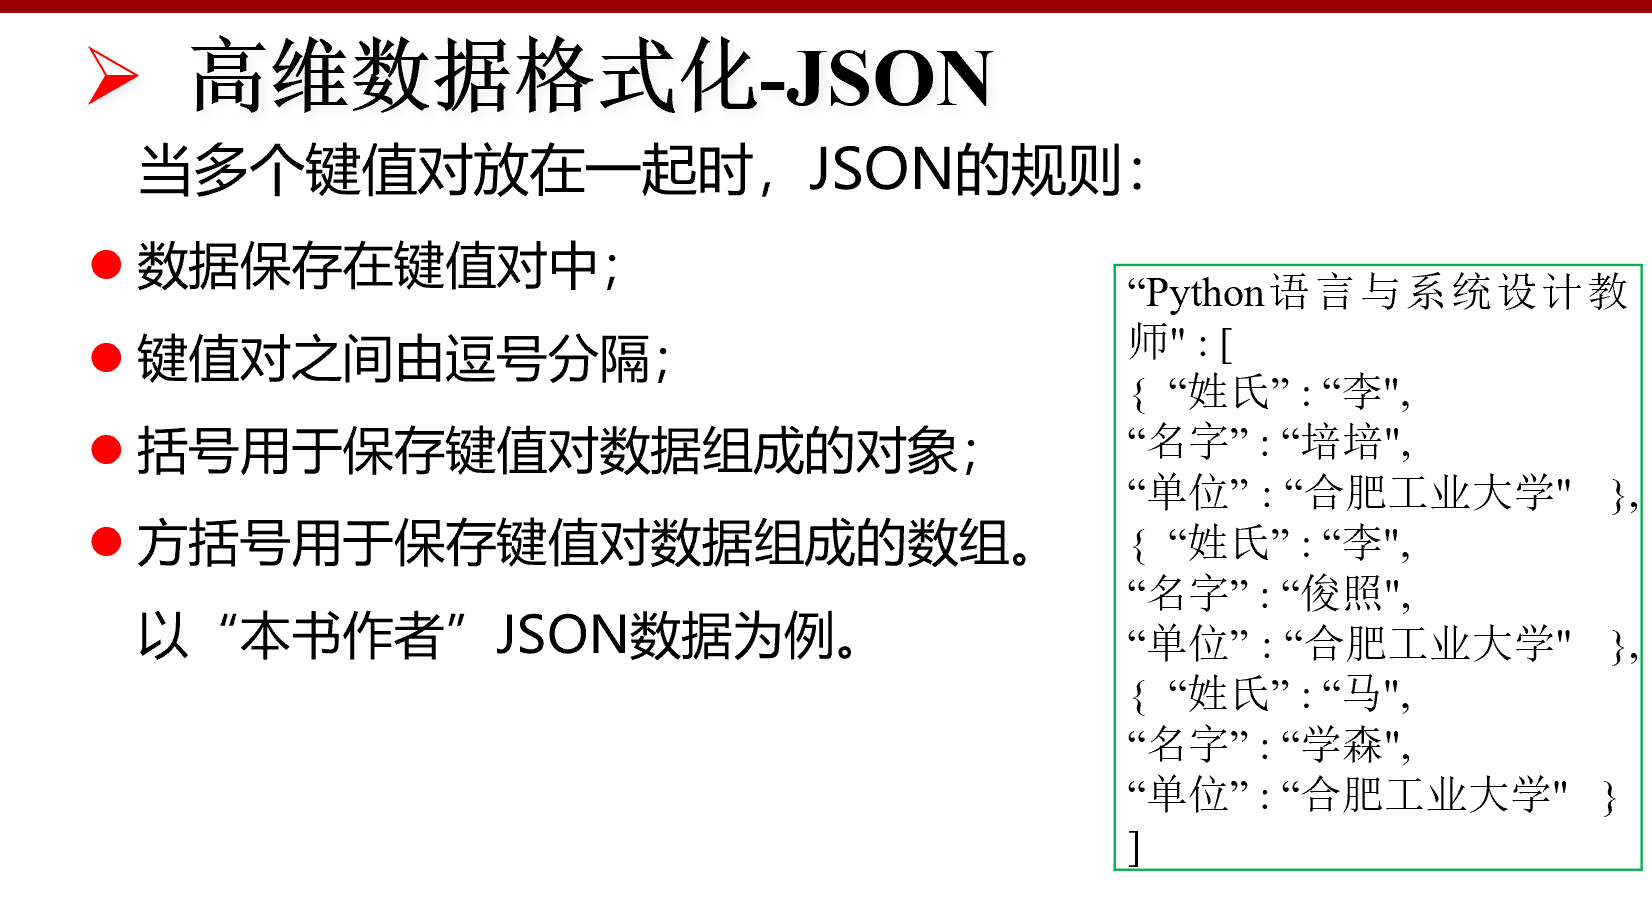 高维数据格式化-JSON
当多个键值对放在一起时，JSON的规则：
数据保存在键值对中；
键值对之间由逗号分隔；
括号用于保存键值对数据组成的对象；
方括号用于保存键值对数据组成的数组。
以“本书作者”JSON数据为例。
“Python语言与系统设计教
师" : [
{ “姓氏” : “李",
“名字” : “培培",
“单位” : “合肥工业大学" },
{ “姓氏” : “李",
“名字” : “俊照",
“单位” : “合肥工业大学" },
{ “姓氏” : “马",
“名字” : “学森",
“单位” : “合肥工业大学" }
]